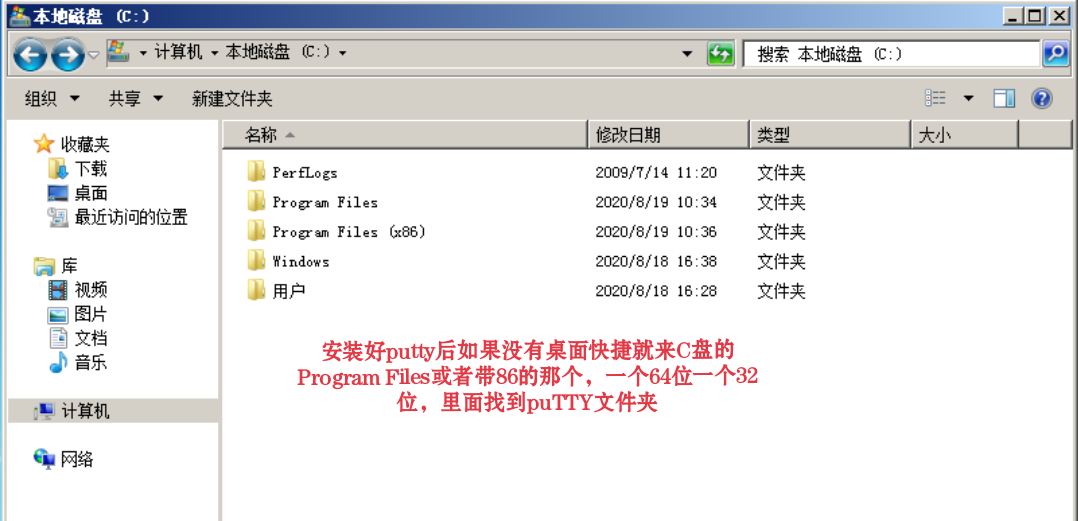 本地磁盘 (C:)
计算机 本地磁盘 (C:) 搜索 本地磁盘 (C:)
组织 共享 新建文件夹
名称 修改日期 类型 大小
收藏夹
下载
桌面
最近访问的位置
库
视频
图片
文档
音乐
计算机
网络
PerfLogs 2009/7/14 11:20 文件夹
Program Files 2020/8/19 10:34 文件夹
Program Files (x86) 2020/8/19 10:36 文件夹
Windows 2020/8/18 16:38 文件夹
用户 2020/8/18 16:28 文件夹
安装好putty后如果没有桌面快捷就来C盘的
Program Files或者带86的那个，一个64位一个32
位，里面找到puTTY文件夹